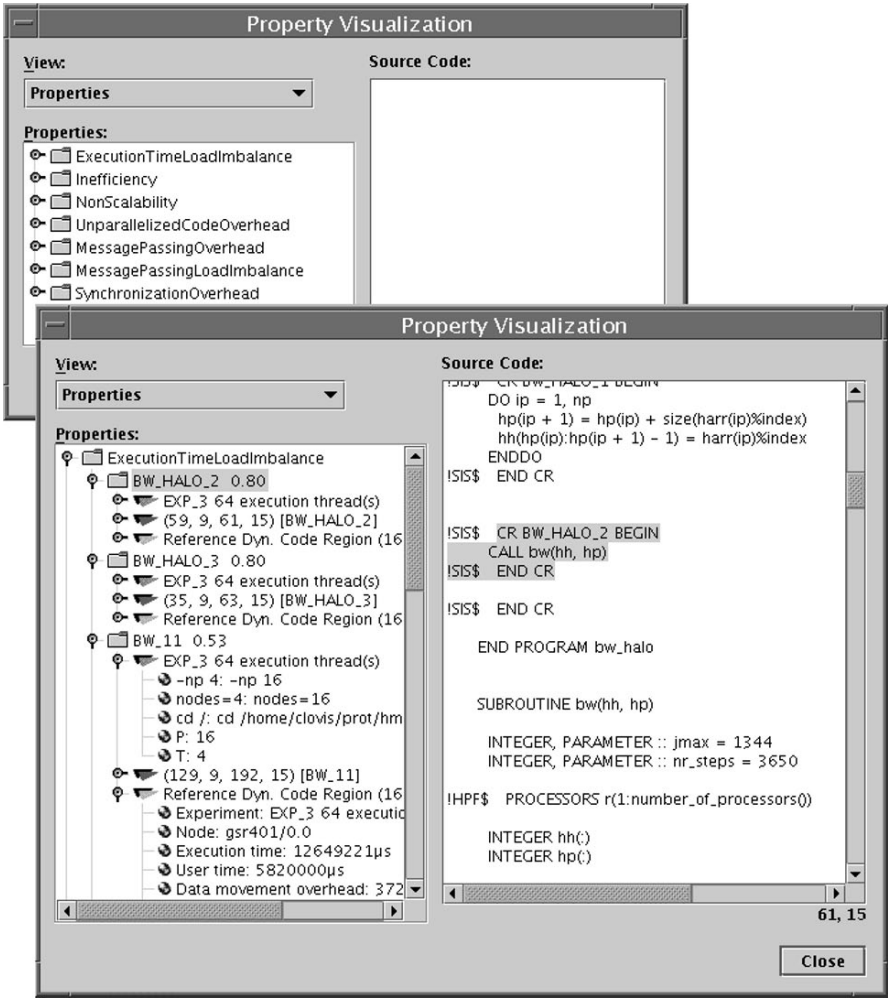 Property Visualization
View:
Properties
Properties:
ExecutionTimeLoadImbalance
Inefficiency
NonScalability
UnparallelizedCodeOverhead
MessagePassingOverhead
MessagePassingLoadImbalance
SynchronizationOverhead
Source Code:
Property Visualization
View:
Properties
Properties:
ExecutionTimeLoadImbalance
BW_HALO_2 0.80
EXP_3 64 execution thread(s)
(59, 9, 61, 15) [BW_HALO_2]
Reference Dyn. Code Region (16
BW_HALO_3 0.80
EXP_3 64 execution thread(s)
(35, 9, 63, 15) [BW_HALO_3]
Reference Dyn. Code Region (16
BW_11 0.53
EXP_3 64 execution thread(s)
-np 4: -np 16
nodes=4: nodes=16
cd /: cd /home/clovis/prot/hm
P: 16
T: 4
(129, 9, 192, 15) [BW_11]
Reference Dyn. Code Region (16
Experiment: EXP_3 64 executic
Node: gsr401/0.0
Execution time: 12649221µs
User time: 5820000µs
Data movement overhead: 372
Source Code:
!SIS$ CR BW_HALO_1 BEGIN
DO ip = 1, np
hp(ip + 1) = hp(ip) + size(harr(ip)%index)
hh(hp(ip):hp(ip + 1) - 1) = harr(ip)%index
ENDDO
!SIS$ END CR
!SIS$ CR BW_HALO_2 BEGIN
CALL bw(hh, hp)
!SIS$ END CR
!SIS$ END CR
END PROGRAM bw_halo
SUBROUTINE bw(hh, hp)
INTEGER, PARAMETER :: jmax = 1344
INTEGER, PARAMETER :: nr_steps = 3650
!HPF$ PROCESSORS r(1:number_of_processors())
INTEGER hh(:)
INTEGER hp(:)
61, 15
Close